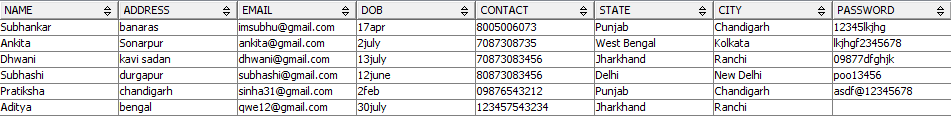 NAME ADDRESS EMAIL DOB CONTACT STATE CITY PASSWORD
Subhankar banaras imsubhu@gmail.com 17apr 8005006073 Punjab Chandigarh 12345lkjhg
Ankita Sonarpur ankita@gmail.com 2july 7087308735 West Bengal Kolkata lkjhgf2345678
Dhwani kavi sadan dhwani@gmail.com 13july 70873083456 Jharkhand Ranchi 09877dfghjk
Subhashi durgapur subhashi@gmail.com 12june 80873083456 Delhi New Delhi poo13456
Pratiksha chandigarh sinha31@gmail.com 2feb 09876543212 Punjab Chandigarh asdf@12345678
Aditya bengal qwe12@gmail.com 30july 123457543234 Jharkhand Ranchi